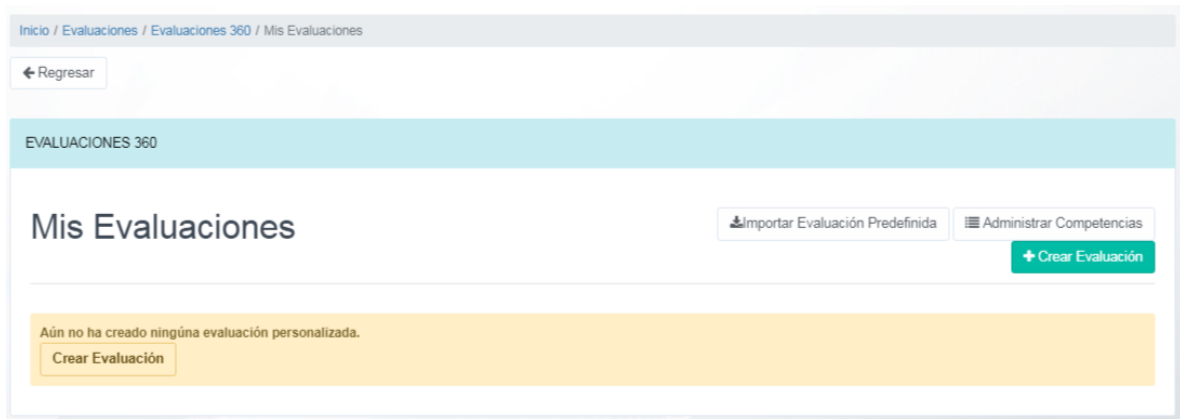 Inicio / Evaluaciones / Evaluaciones 360 / Mis Evaluaciones
Regresar
EVALUACIONES 360
Mis Evaluaciones
Importar Evaluación Predefinida
Administrar Competencias
+ Crear Evaluación
Aún no ha creado ningúna evaluación personalizada.
Crear Evaluación